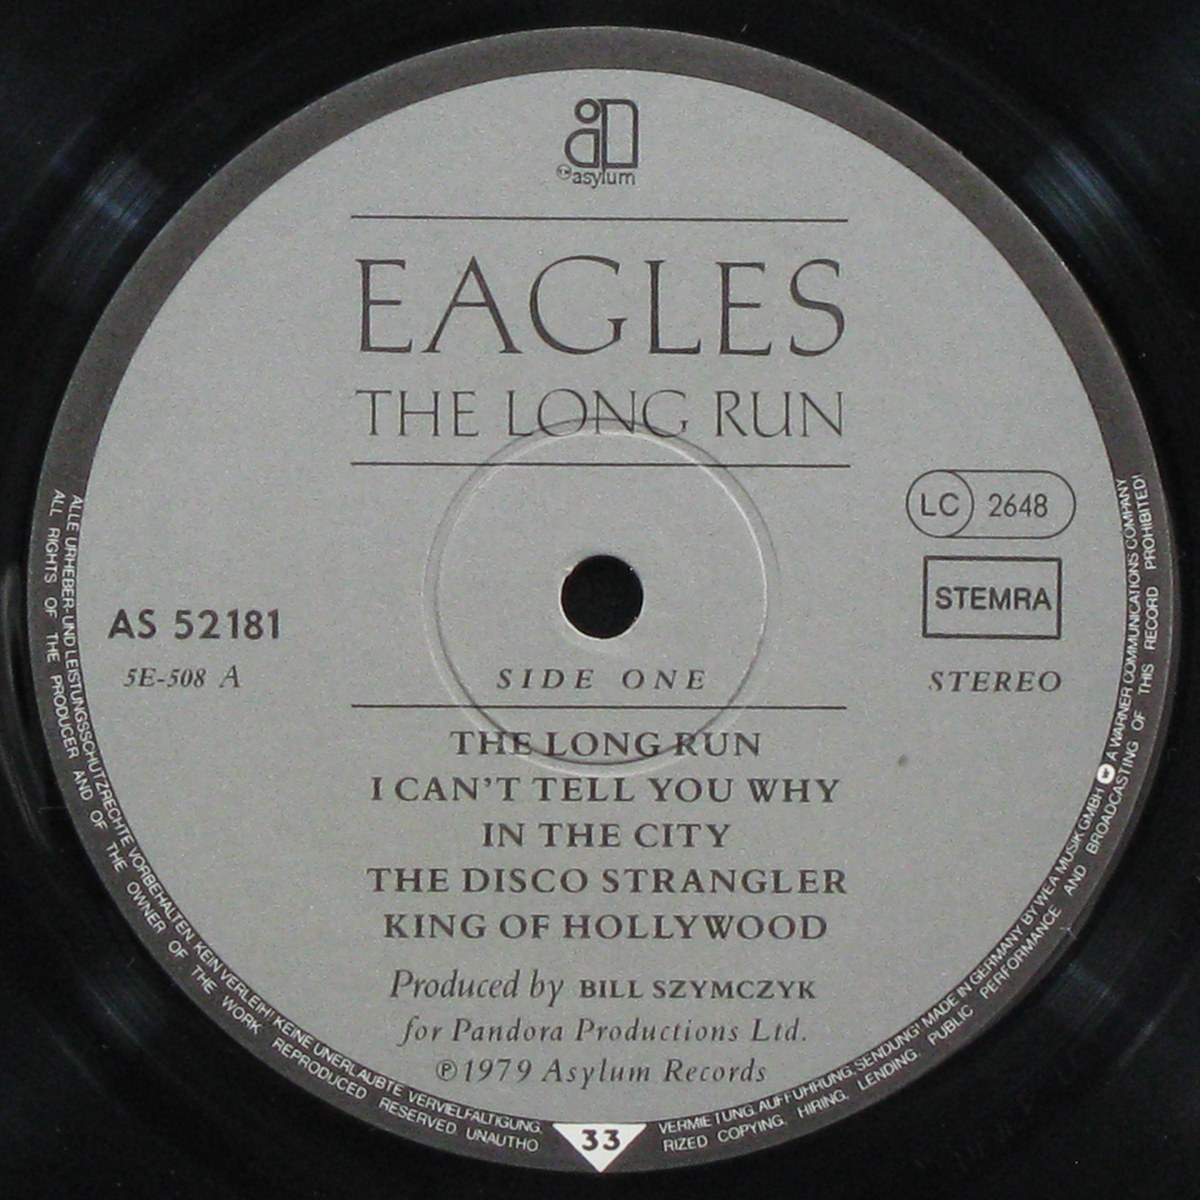 asylum
EAGLES
THE LONG RUN
LC 2648
STEMRA
AS 52181
5E-508 A
SIDE ONE
STEREO
THE LONG RUN
I CAN'T TELL YOU WHY
IN THE CITY
THE DISCO STRANGLER
KING OF HOLLYWOOD
Produced by BILL SZYMCZYK
for Pandora Productions Ltd.
℗1979 Asylum Records
33
ALLE URHEBER- UND LEISTUNGSSCHUTZRECHTE VORBEHALTEN. KEIN VERLEIH! KEINE UNERLAUBTE VERVIELFÄLTIGUNG, VERMIETUNG, AUFFÜHRUNG, SENDUNG! MADE IN GERMANY BY WEA MUSIK GMBH A WARNER COMMUNICATIONS COMPANY
ALL RIGHTS OF THE PRODUCER AND OF THE OWNER OF THE WORK REPRODUCED RESERVED UNAUTHORIZED COPYING, HIRING, LENDING, PUBLIC PERFORMANCE AND BROADCASTING OF THIS RECORD PROHIBITED!